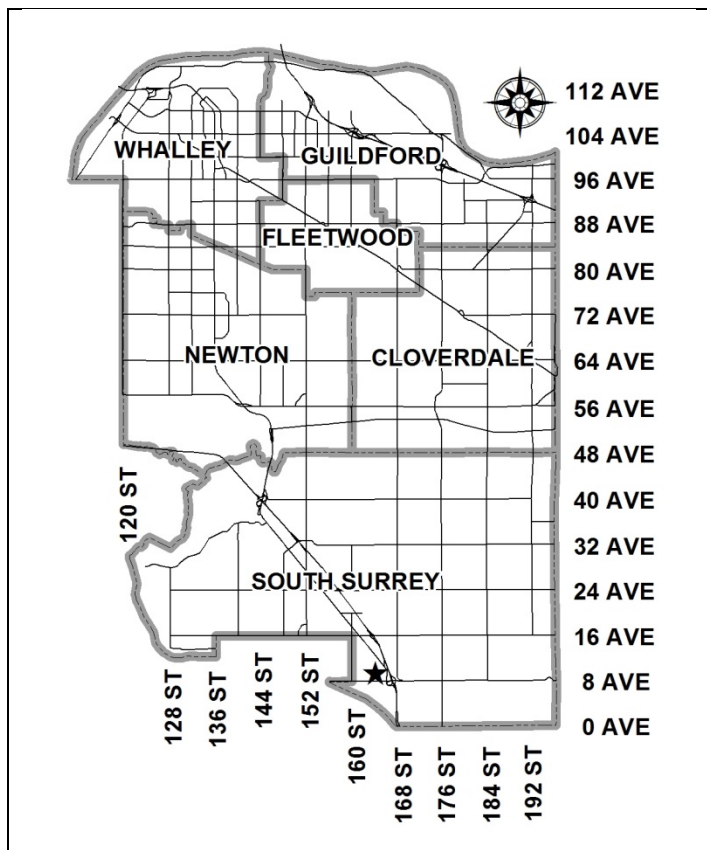 112 AVE
104 AVE
WHALLEY
GUILDFORD
96 AVE
88 AVE
FLEETWOOD
80 AVE
72 AVE
NEWTON
CLOVERDALE
64 AVE
56 AVE
48 AVE
120 ST
40 AVE
32 AVE
SOUTH SURREY
24 AVE
16 AVE
8 AVE
0 AVE
128 ST
136 ST
144 ST
152 ST
160 ST
168 ST
176 ST
184 ST
192 ST